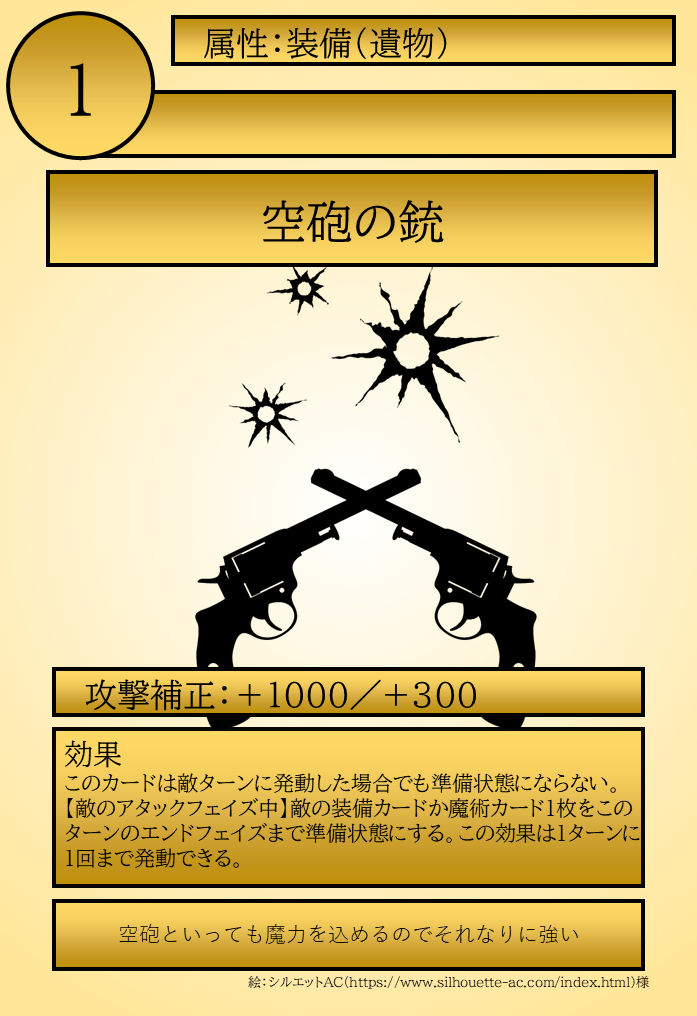 属性：装備（遺物）
1
空砲の銃
攻撃補正：＋1000／＋300
効果
このカードは敵ターンに発動した場合でも準備状態にならない。
【敵のアタックフェイズ中】敵の装備カードか魔術カード1枚をこの
ターンのエンドフェイズまで準備状態にする。この効果は1ターンに
1回まで発動できる。
空砲といっても魔力を込めるのでそれなりに強い
絵：シルエットAC（https://www.silhouette-ac.com/index.html）様